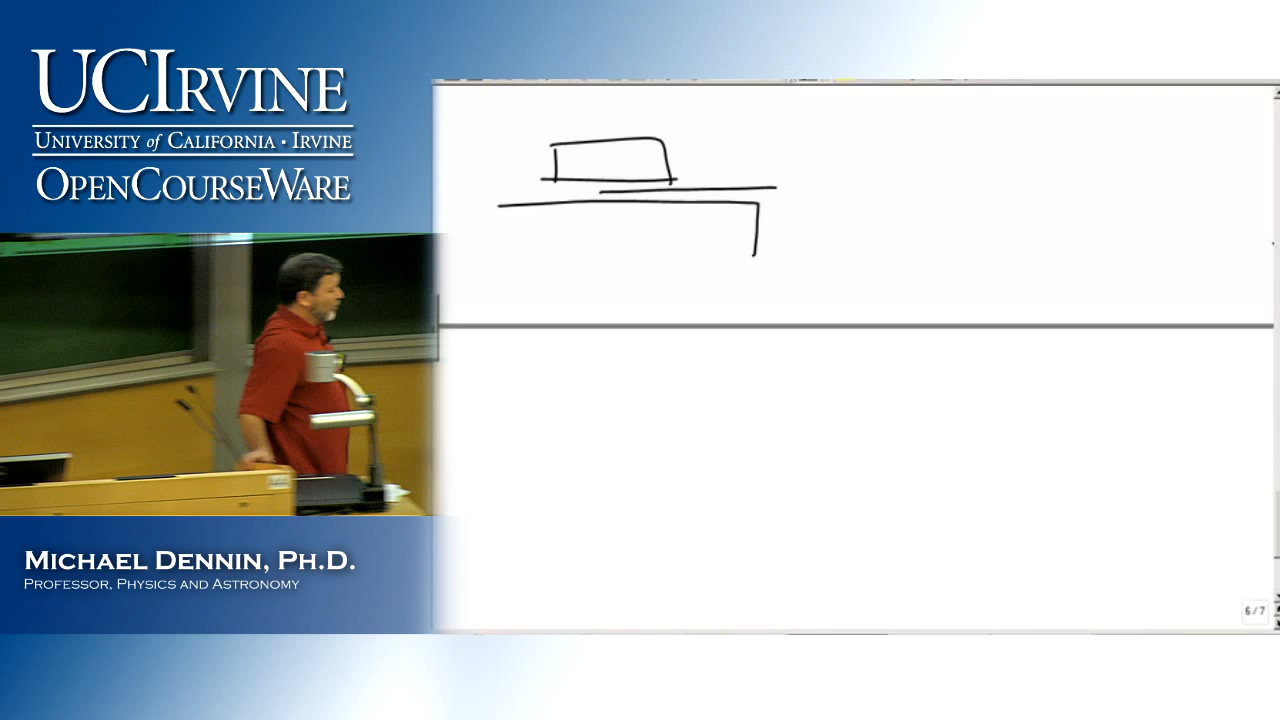 UCIRVINE
UNIVERSITY of CALIFORNIA • IRVINE
OPENCOURSEWARE
MICHAEL DENNIN, PH.D.
PROFESSOR, PHYSICS AND ASTRONOMY
6/7